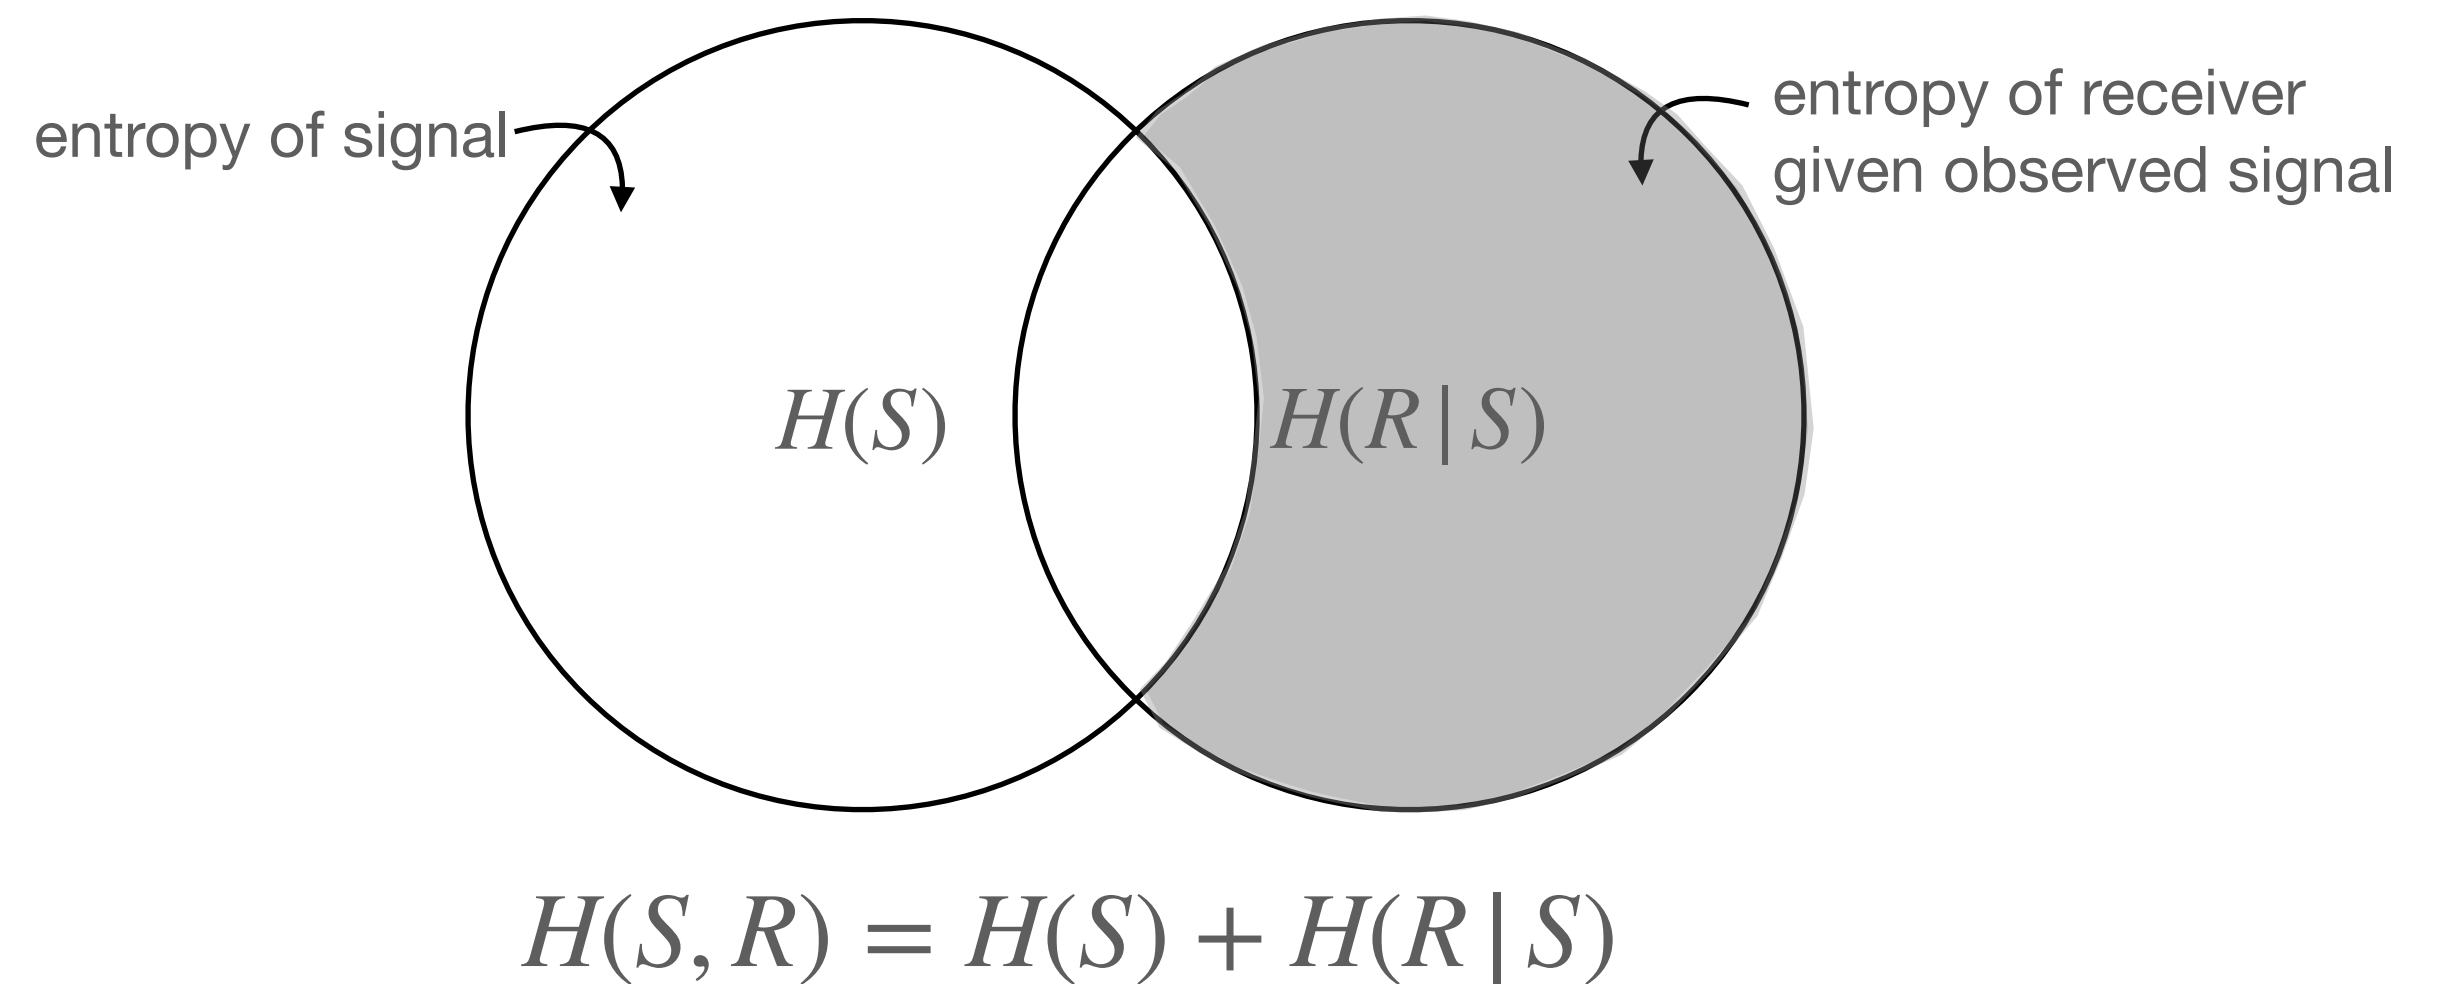 entropy of signal
entropy of receiver
given observed signal
H(S)
H(R|S)
H(S, R) = H(S) + H(R|S)